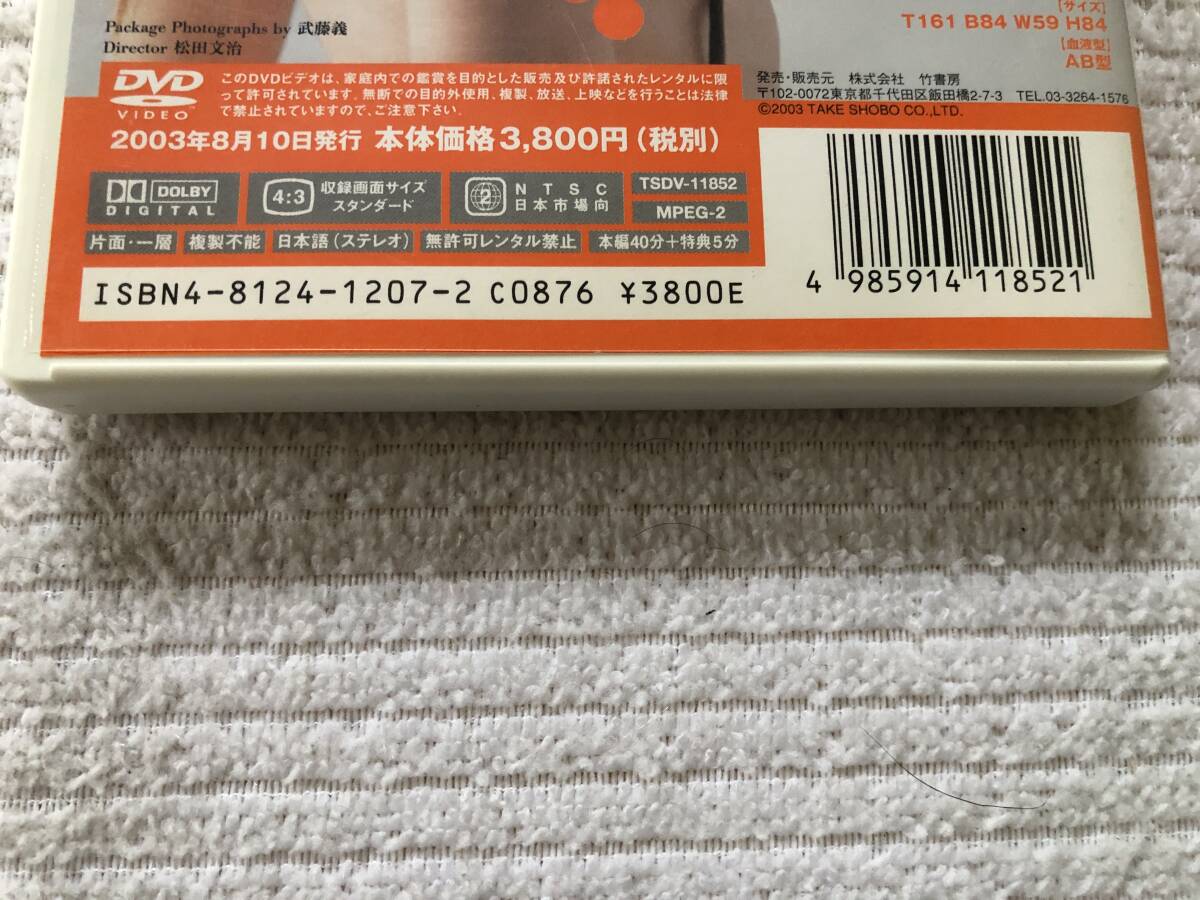 Package Photographs by 武藤義
Director 松田文治
【サイズ】
T161 B84 W59 H84
【血液型】
AB型
DVD
VIDEO
このDVDビデオは、家庭内での鑑賞を目的とした販売及び許諾されたレンタルに限
って許可されています。無断での目的外使用、複製、放送、上映などを行うことは法律
で禁止されていますので、ご注意下さい。
発売・販売元 株式会社 竹書房
〒102-0072東京都千代田区飯田橋2-7-3 TEL.03-3264-1576
©2003 TAKE SHOBO CO.,LTD.
2003年8月10日発行 本体価格3,800円(税別)
DOLBY
DIGITAL
4:3 収録画面サイズ
スタンダード
2 NTSC
日本市場向
TSDV-11852
MPEG-2
片面・一層 複製不能 日本語(ステレオ) 無許可レンタル禁止 本編40分+特典5分
ISBN4-8124-1207-2 C0876 ¥3800E
4 985914 118521